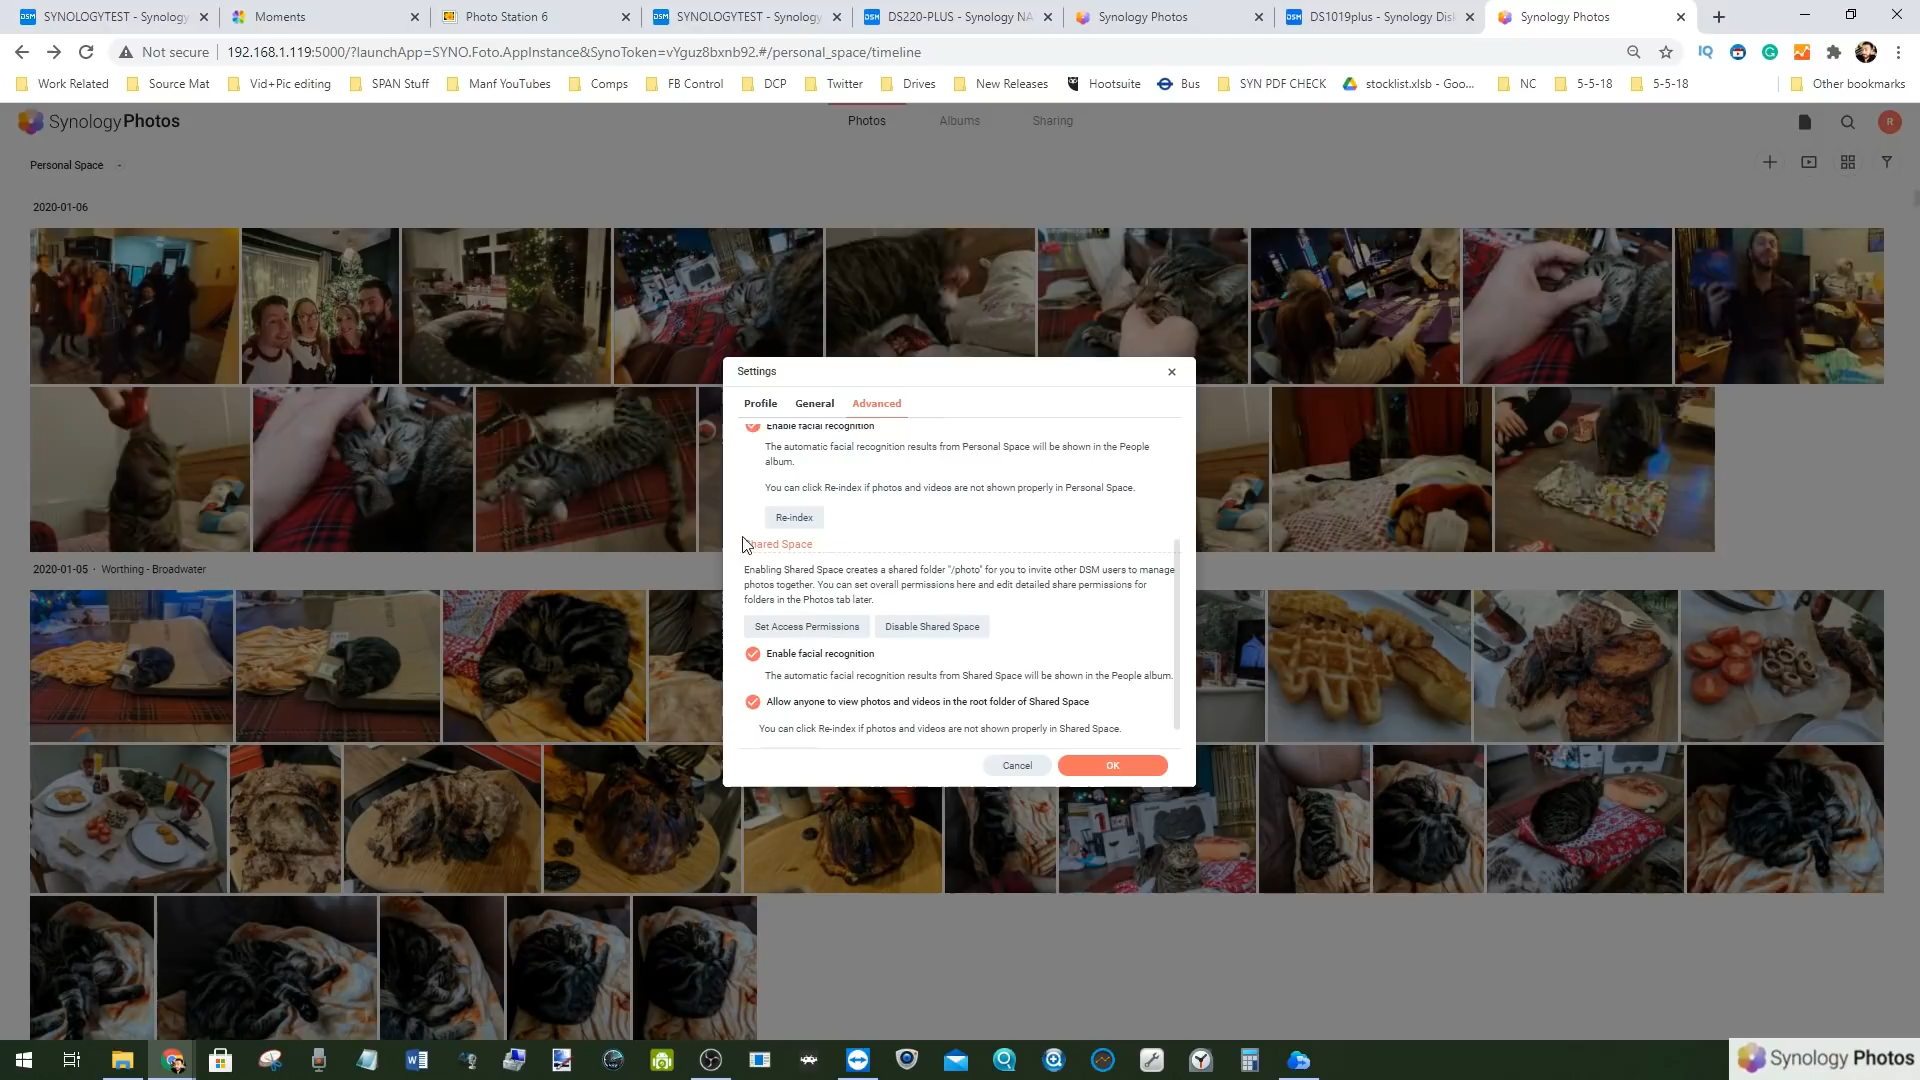 SYNOLOGYTEST - Synology
Moments
Photo Station 6
SYNOLOGYTEST - Synology
DS220-PLUS - Synology NA
Synology Photos
DS1019plus - Synology Dis
Synology Photos
Not secure
192.168.1.119:5000/?launchApp=SYNO.Foto.AppInstance&SynoToken=vYguz8bxnb92.#/personal_space/timeline
Work Related
Source Mat
Vid+Pic editing
SPAN Stuff
Manf YouTubes
Comps
FB Control
DCP
Twitter
Drives
New Releases
Hootsuite
Bus
SYN PDF CHECK
stocklist.xlsb - Goo...
NC
5-5-18
5-5-18
Other bookmarks
Synology Photos
Photos
Albums
Sharing
R
Personal Space
2020-01-06
Settings
Profile
General
Advanced
Enable facial recognition
The automatic facial recognition results from Personal Space will be shown in the People
album.
You can click Re-index if photos and videos are not shown properly in Personal Space.
Re-index
Shared Space
Enabling Shared Space creates a shared folder "/photo" for you to invite other DSM users to manage
photos together. You can set overall permissions here and edit detailed share permissions for
folders in the Photos tab later.
Set Access Permissions
Disable Shared Space
Enable facial recognition
The automatic facial recognition results from Shared Space will be shown in the People album.
Allow anyone to view photos and videos in the root folder of Shared Space
You can click Re-index if photos and videos are not shown properly in Shared Space.
Cancel
OK
2020-01-05 · Worthing - Broadwater
Synology Photos